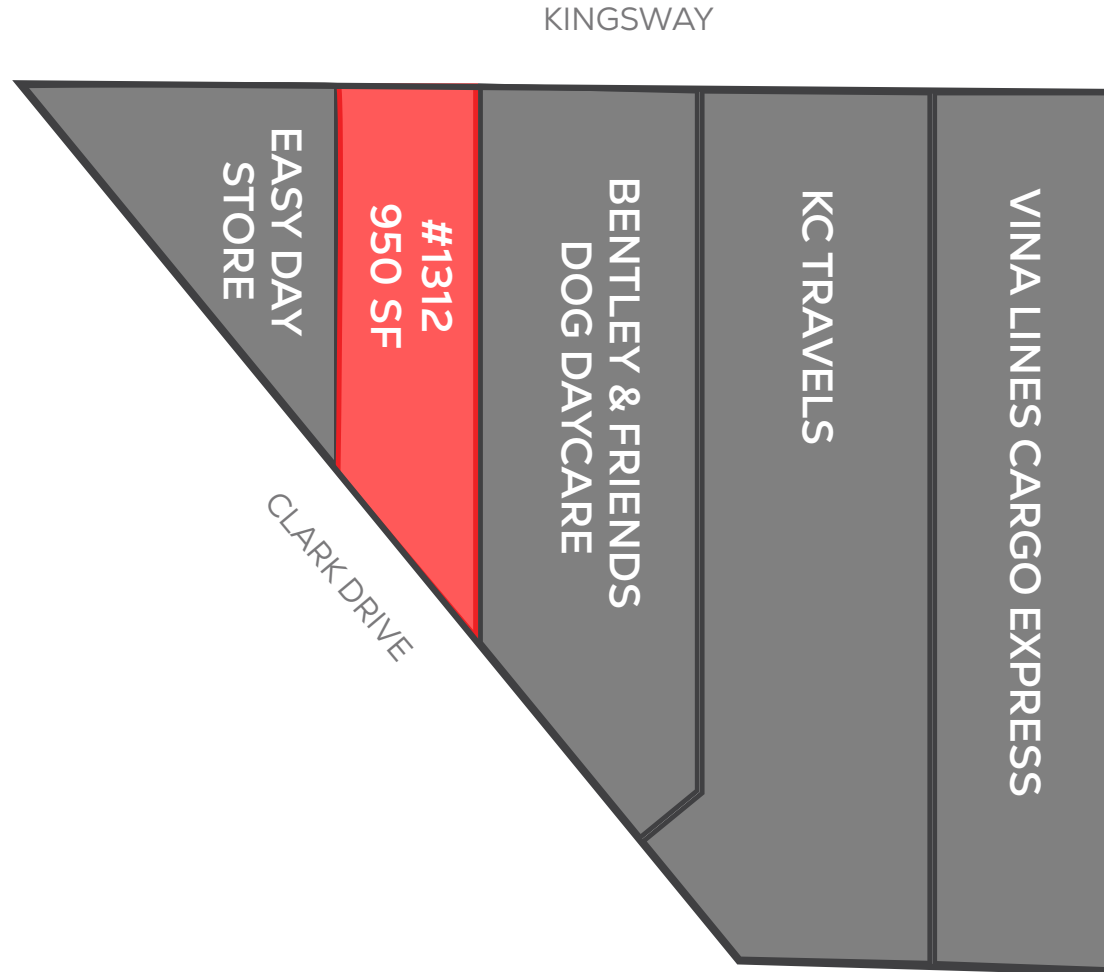 KINGSWAY
EASY DAY
STORE
#1312
950 SF
BENTLEY & FRIENDS
DOG DAYCARE
KC TRAVELS
VINA LINES CARGO EXPRESS
CLARK DRIVE